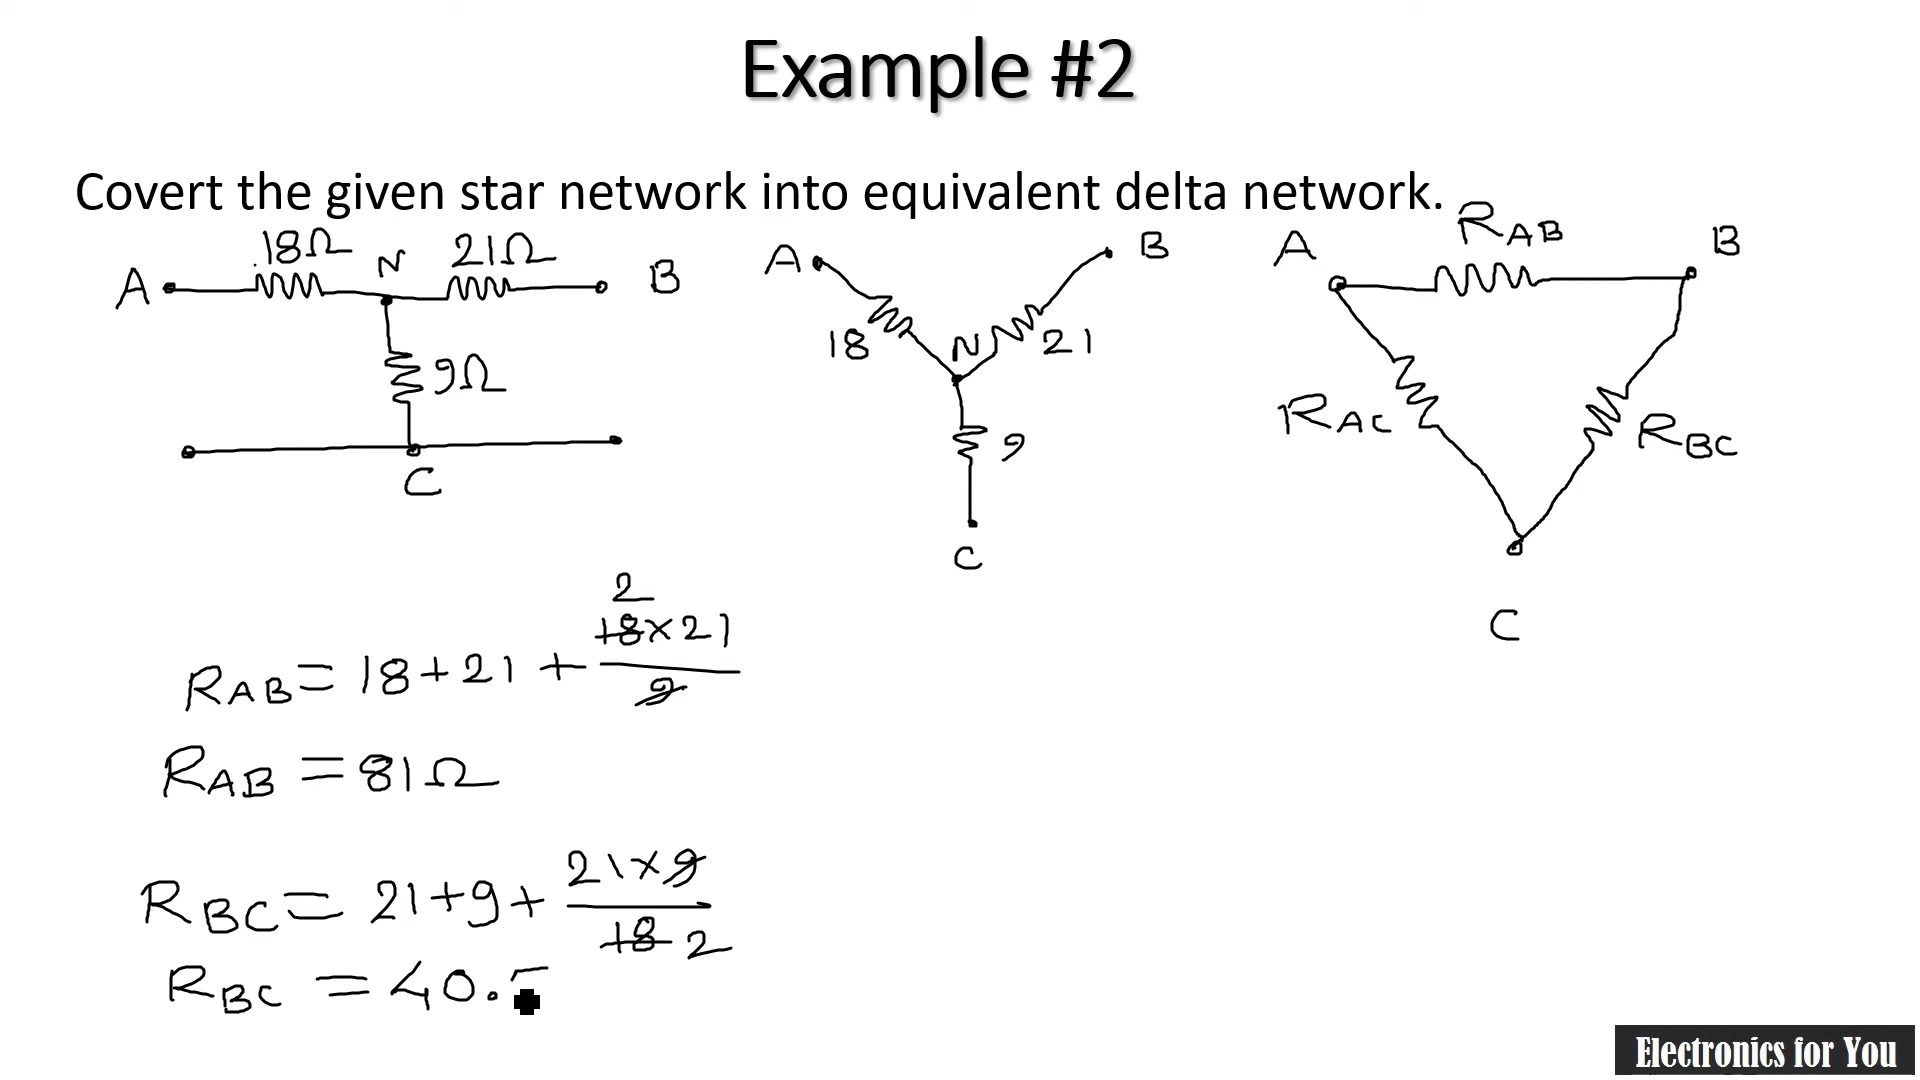 Example #2
Covert the given star network into equivalent delta network.
18Ω N 21Ω
A B
9Ω
C
A B
18 N 21
9
C
A RAB B
RAC RBC
C
2
RAB = 18+21 + 18×21
9
RAB = 81Ω
RBC = 21+9+ 21×9
18 2
RBC = 40.5
Electronics for You